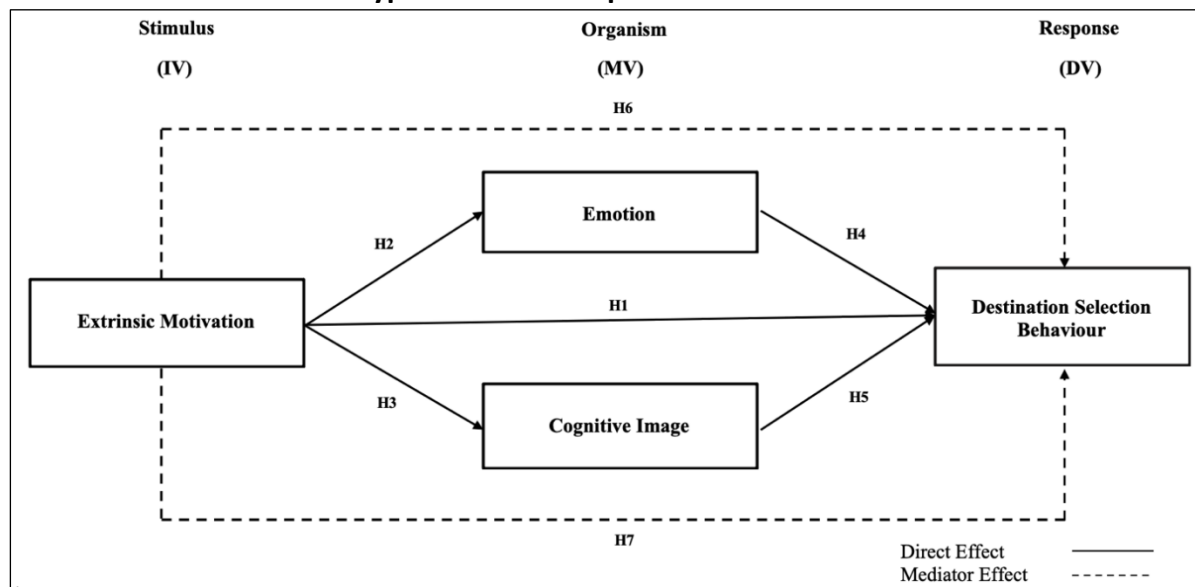 Stimulus
(IV)
Organism
(MV)
Response
(DV)
H6
Emotion
H2
H4
Extrinsic Motivation
H1
Destination Selection
Behaviour
H3
H5
Cognitive Image
H7
Direct Effect
Mediator Effect